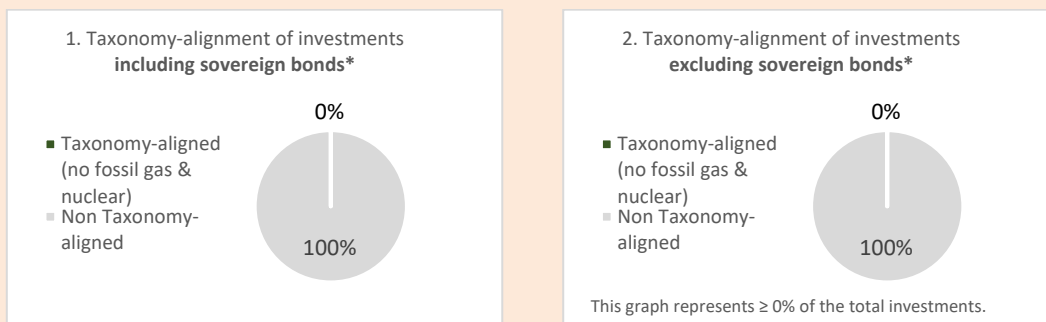 1. Taxonomy-alignment of investments
including sovereign bonds*
0%
Taxonomy-aligned
(no fossil gas &
nuclear)
Non Taxonomy-
aligned
100%
2. Taxonomy-alignment of investments
excluding sovereign bonds*
0%
Taxonomy-aligned
(no fossil gas &
nuclear)
Non Taxonomy-
aligned
100%
This graph represents ≥ 0% of the total investments.